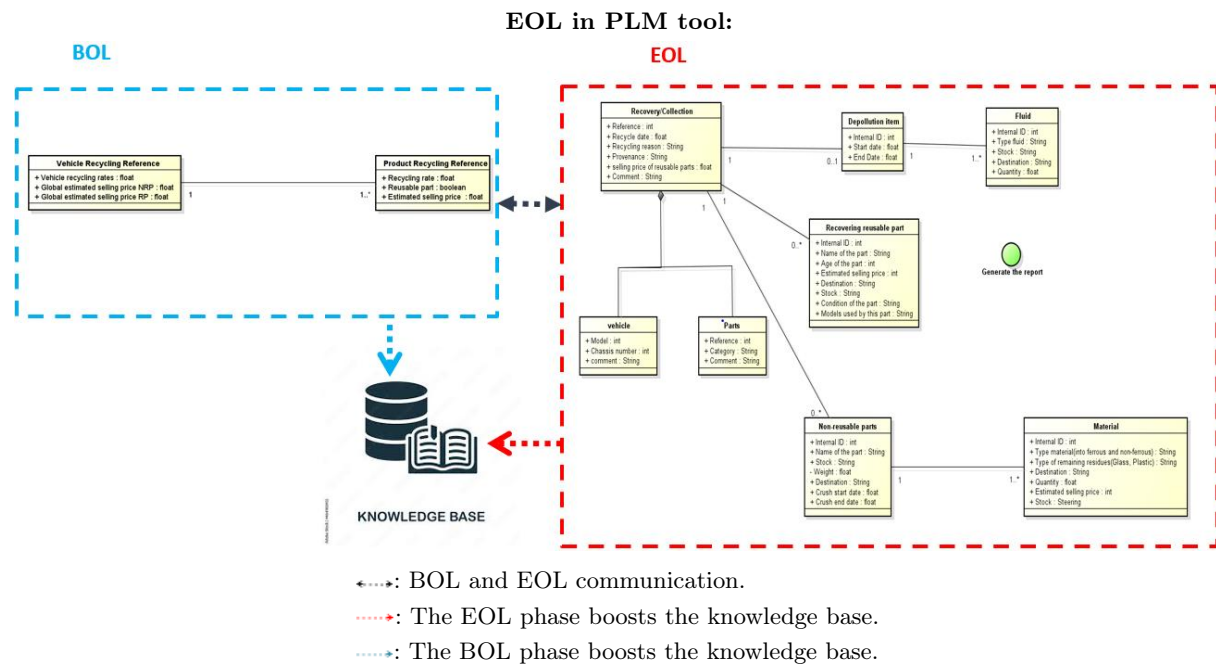 EOL in PLM tool:
BOL
EOL
Vehicle Recycling Reference
+ Vehicle recycling rates : float
+ Global estimated selling price NRP : float
+ Global estimated selling price RP : float
1
1..*
Product Recycling Reference
+ Recycling rate : float
+ Reusable part : boolean
+ Estimated selling price : float
Recovery/Collection
+ Reference : int
+ Recycle date : float
+ Recycling reason : String
+ Provenance : String
+ selling price of reusable parts : float
+ Comment : String
1
0..1
Depollution item
+ Internal ID : int
+ Start date : float
+ End Date : float
1
1..*
Fluid
+ Internal ID : int
+ Type fluid : String
+ Stock : String
+ Destination : String
+ Quantity : float
1
1
0..*
Recovering reusable part
+ Internal ID : int
+ Name of the part : String
+ Age of the part : int
+ Estimated selling price : int
+ Destination : String
+ Stock : String
+ Condition of the part : String
+ Models used by this part : String
Generate the report
vehicle
+ Model : int
+ Chassis number : int
+ comment : String
Parts
+ Reference : int
+ Category : String
+ Comment : String
0..*
Non-reusable parts
+ Internal ID : int
+ Name of the part : String
+ Stock : String
- Weight : float
+ Destination : String
+ Crush start date : float
+ Crush end date : float
1
1..*
Material
+ Internal ID : int
+ Type material(into ferrous and non-ferrous) : String
+ Type of remaining residues(Glass, Plastic) : String
+ Destination : String
+ Quantity : float
+ Estimated selling price : int
+ Stock : Steering
KNOWLEDGE BASE
: BOL and EOL communication.
: The EOL phase boosts the knowledge base.
: The BOL phase boosts the knowledge base.